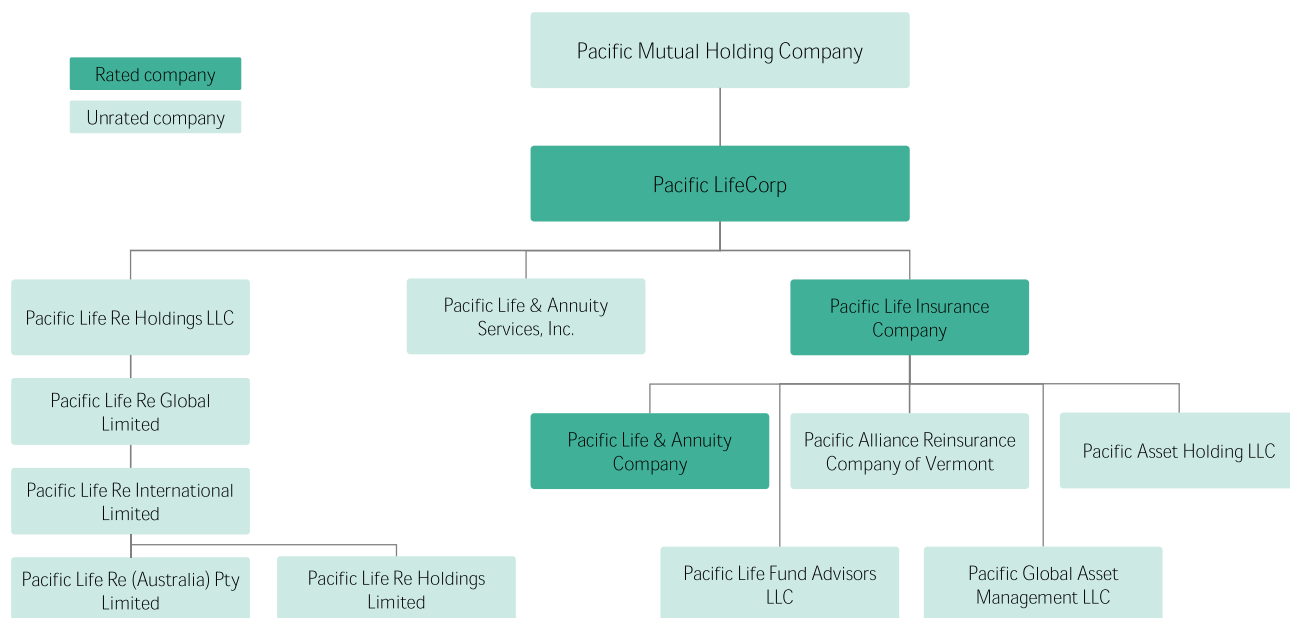 Pacific Mutual Holding Company
Rated company
Unrated company
Pacific LifeCorp
Pacific Life Re Holdings LLC
Pacific Life & Annuity
Services, Inc.
Pacific Life Insurance
Company
Pacific Life Re Global
Limited
Pacific Life & Annuity
Company
Pacific Alliance Reinsurance
Company of Vermont
Pacific Asset Holding LLC
Pacific Life Re International
Limited
Pacific Life Re (Australia) Pty
Limited
Pacific Life Re Holdings
Limited
Pacific Life Fund Advisors
LLC
Pacific Global Asset
Management LLC